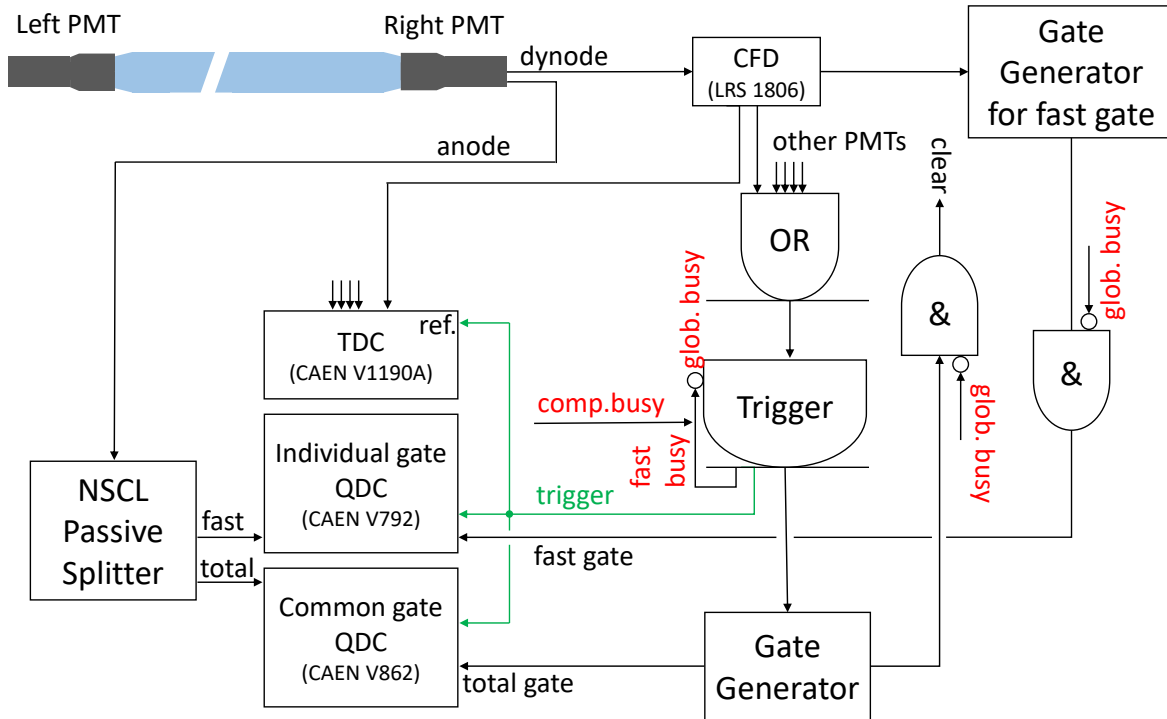 Left PMT
Right PMT
dynode
anode
CFD
(LRS 1806)
Gate
Generator
for fast gate
other PMTs
clear
OR
glob. busy
glob. busy
&
&
glob. busy
ref.
TDC
(CAEN V1190A)
comp.busy
Trigger
fast
busy
Individual gate
QDC
(CAEN V792)
trigger
NSCL
Passive
Splitter
fast
total
fast gate
Common gate
QDC
(CAEN V862)
total gate
Gate
Generator